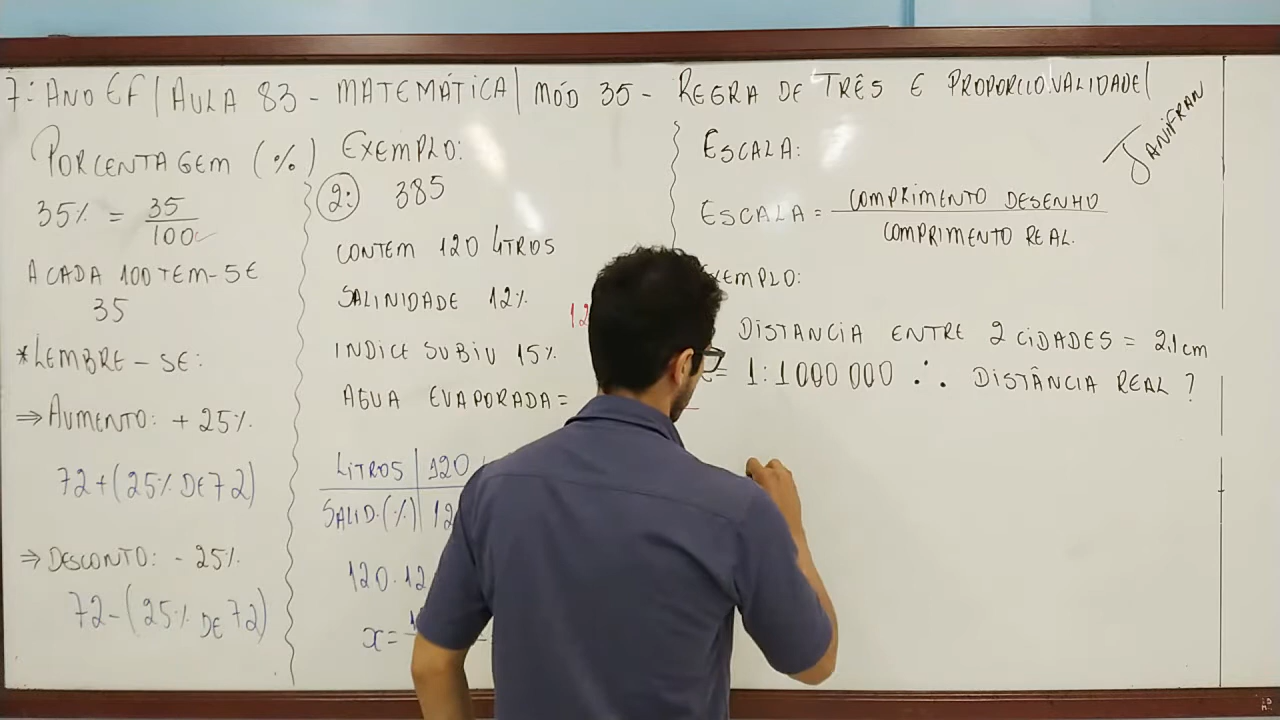 7º ANO EF | AULA 83 - MATEMÁTICA | MÓD 35 - REGRA DE TRÊS E PROPORCIONALIDADE |
JANIFRAN
PORCENTAGEM (%)
35% = 35/100
A CADA 100 TEM-SE
35
*LEMBRE-SE:
⇒ AUMENTO: + 25%
72+(25% DE 72)
⇒ DESCONTO: - 25%
72-(25% DE 72)
EXEMPLO:
2: 385
CONTEM 120 LITROS
SALINIDADE 12%
INDICE SUBIU 15%
AGUA EVAPORADA =
LITROS | 120
SALID.(%) | 12
120.12
x=
ESCALA:
ESCALA = COMPRIMENTO DESENHO
COMPRIMENTO REAL.
EXEMPLO:
DISTANCIA ENTRE 2 CIDADES = 2,1 cm
= 1:1000 000 ∴ DISTÂNCIA REAL ?